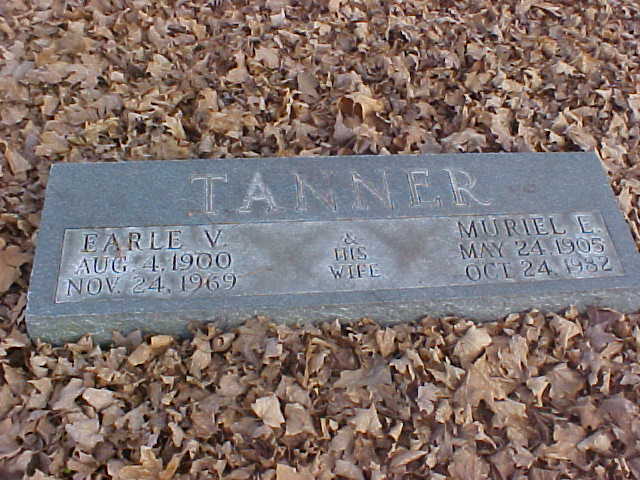 TANNER
EARLE V.
AUG. 4, 1900
NOV. 24, 1969
& 
HIS
WIFE
MURIEL E.
MAY 24, 1905
OCT 24, 1982